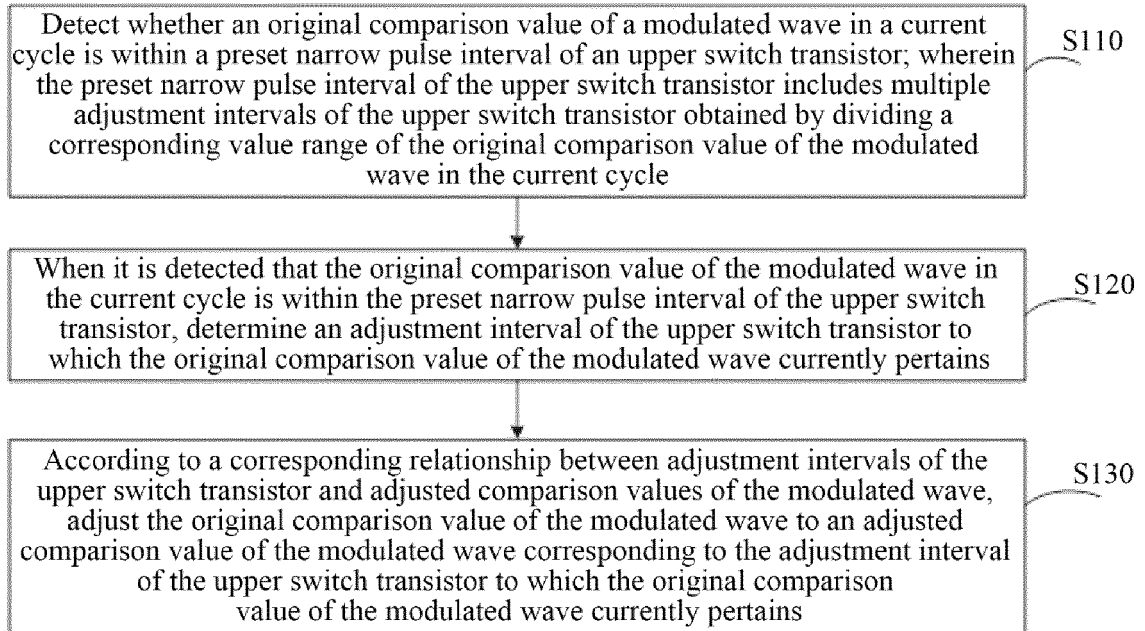 Detect whether an original comparison value of a modulated wave in a current
cycle is within a preset narrow pulse interval of an upper switch transistor; wherein
the preset narrow pulse interval of the upper switch transistor includes multiple
adjustment intervals of the upper switch transistor obtained by dividing a
corresponding value range of the original comparison value of the modulated
wave in the current cycle
S110
When it is detected that the original comparison value of the modulated wave in
the current cycle is within the preset narrow pulse interval of the upper switch
transistor, determine an adjustment interval of the upper switch transistor to
which the original comparison value of the modulated wave currently pertains
S120
According to a corresponding relationship between adjustment intervals of the
upper switch transistor and adjusted comparison values of the modulated wave,
adjust the original comparison value of the modulated wave to an adjusted
comparison value of the modulated wave corresponding to the adjustment interval
of the upper switch transistor to which the original comparison
value of the modulated wave currently pertains
S130